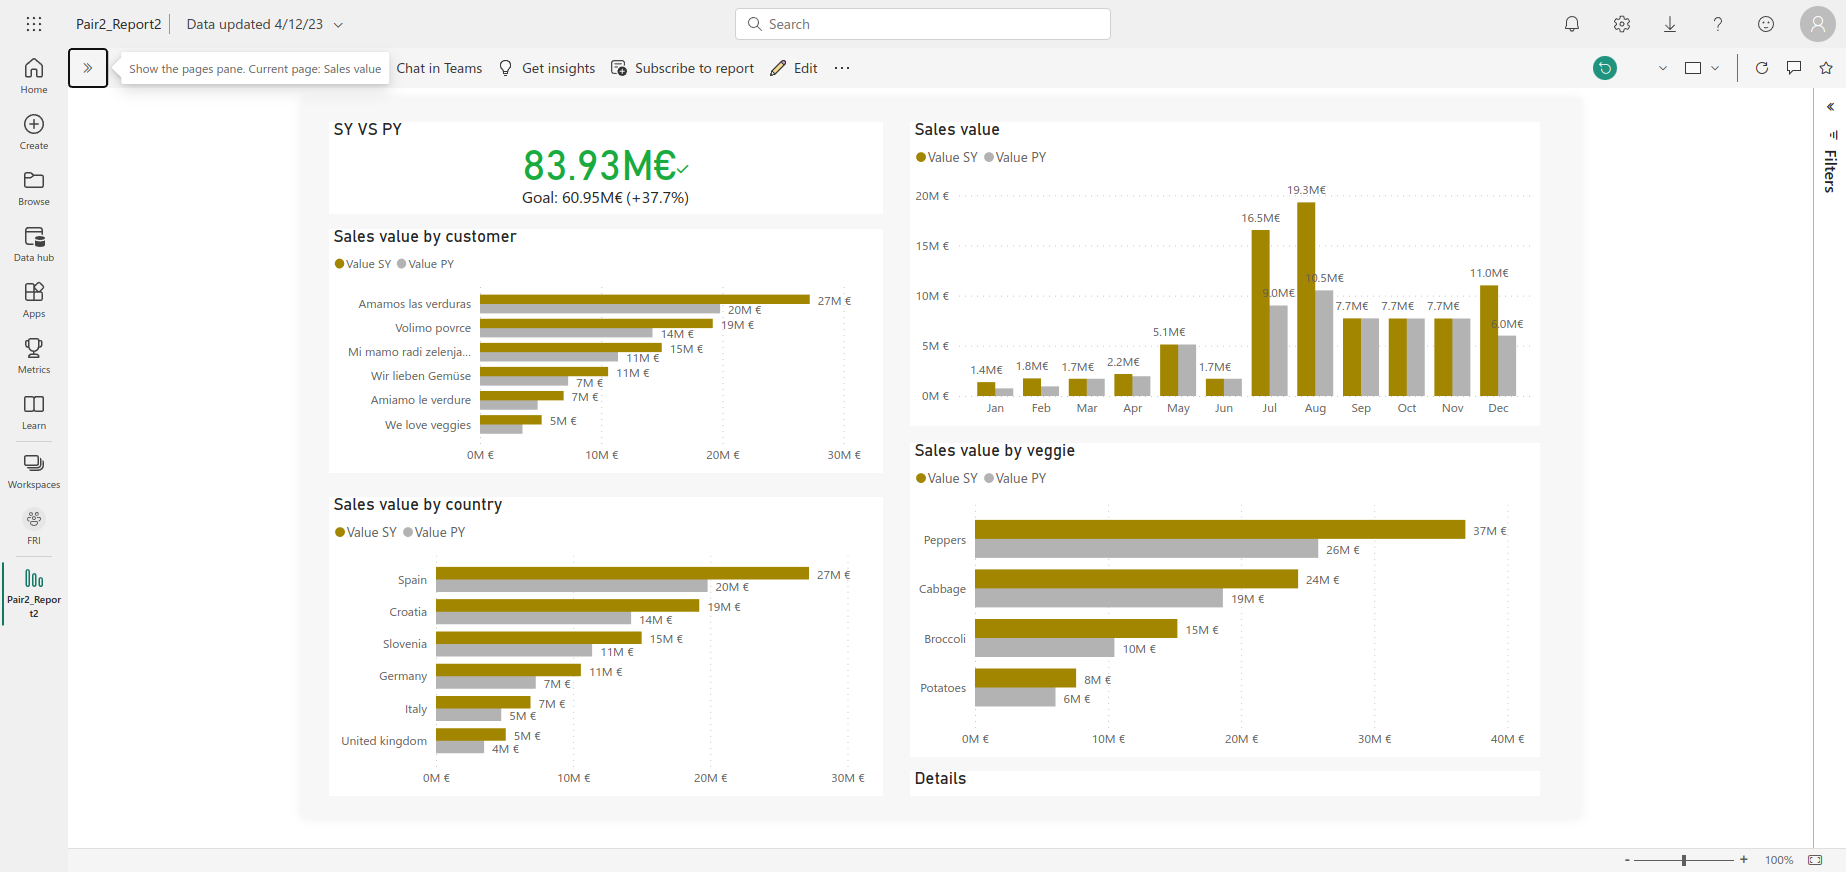 Pair2_Report2
Data updated 4/12/23
Search
Show the pages pane. Current page: Sales value
Chat in Teams
Get insights
Subscribe to report
Edit
Home
Create
Browse
Data hub
Apps
Metrics
Learn
Workspaces
FRI
Pair2_Repor
t2
Filters
SY VS PY
83.93M€
Goal: 60.95M€ (+37.7%)
Sales value by customer
Value SY Value PY
Amamos las verduras 27M €
20M €
Volimo povrce 19M €
14M €
Mi mamo radi zelenja... 15M €
11M €
Wir lieben Gemüse 11M €
7M €
Amiamo le verdure 7M €
We love veggies 5M €
0M € 10M € 20M € 30M €
Sales value by country
Value SY Value PY
Spain 27M €
20M €
Croatia 19M €
14M €
Slovenia 15M €
11M €
Germany 11M €
7M €
Italy 7M €
5M €
United kingdom 5M €
4M €
0M € 10M € 20M € 30M €
Sales value
Value SY Value PY
20M €
15M €
10M €
5M €
0M €
1.4M€ 1.8M€ 1.7M€ 2.2M€ 5.1M€ 1.7M€ 16.5M€ 9.0M€ 19.3M€ 10.5M€ 7.7M€ 7.7M€ 7.7M€ 11.0M€ 6.0M€
Jan Feb Mar Apr May Jun Jul Aug Sep Oct Nov Dec
Sales value by veggie
Value SY Value PY
Peppers 37M €
26M €
Cabbage 24M €
19M €
Broccoli 15M €
10M €
Potatoes 8M €
6M €
0M € 10M € 20M € 30M € 40M €
Details
- + 100%